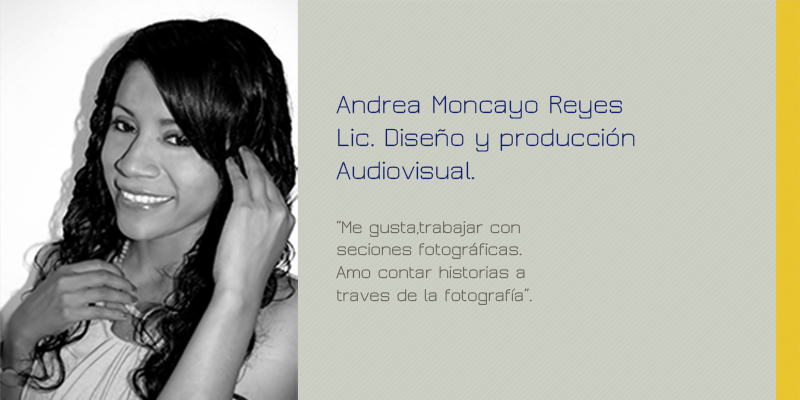 Andrea Moncayo Reyes
Lic. Diseño y producción
Audiovisual.
"Me gusta,trabajar con
seciones fotográficas.
Amo contar historias a
traves de la fotografía".